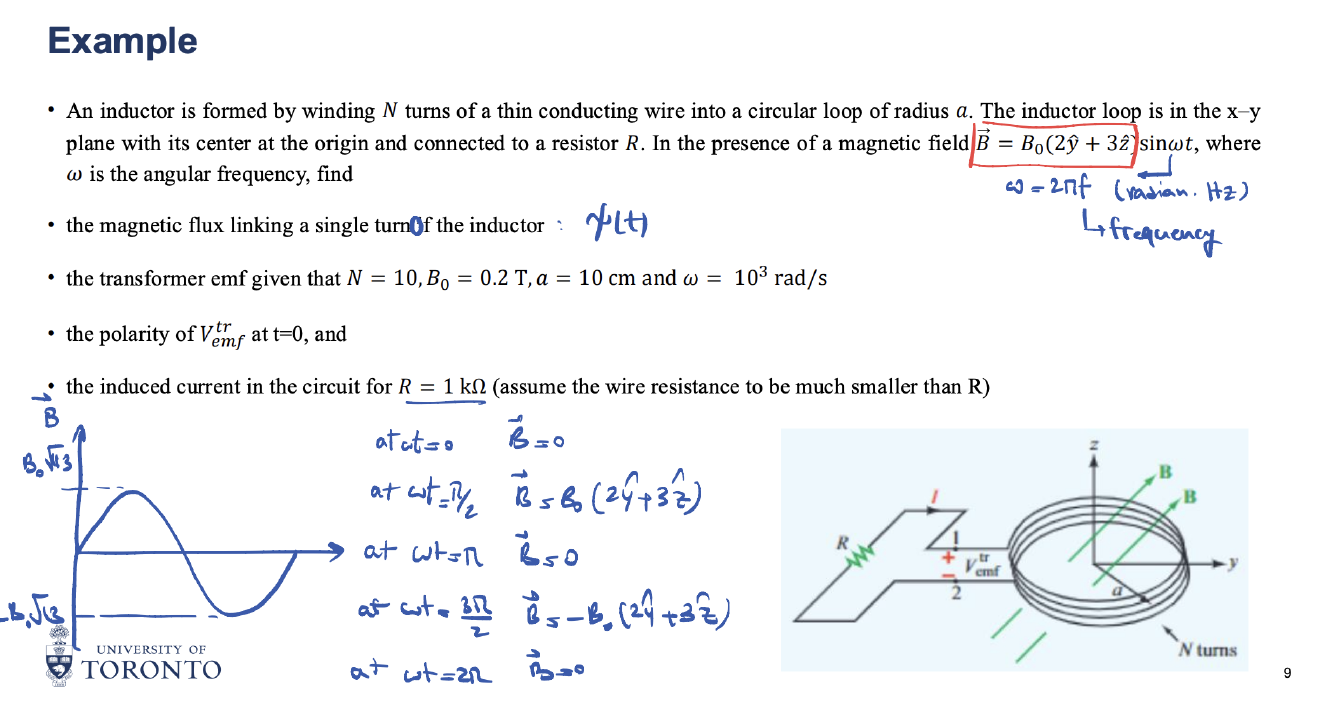 Example
• An inductor is formed by winding N turns of a thin conducting wire into a circular loop of radius a. The inductor loop is in the x–y
plane with its center at the origin and connected to a resistor R. In the presence of a magnetic field B⃗ = B₀(2ŷ + 3ẑ)sinωt, where
ω is the angular frequency, find
ω = 2πf (radian. Hz)
↳ frequency
• the magnetic flux linking a single turn of the inductor : ψ(t)
• the transformer emf given that N = 10, B₀ = 0.2 T, a = 10 cm and ω = 10³ rad/s
• the polarity of V_emf^tr at t=0, and
• the induced current in the circuit for R = 1 kΩ (assume the wire resistance to be much smaller than R)
B⃗
B₀√13
-B₀√13
at ωt=0 B⃗=0
at ωt=π/2 B⃗=B₀(2ŷ+3ẑ)
at ωt=π B⃗=0
at ωt=3π/2 B⃗=-B₀(2ŷ+3ẑ)
at ωt=2π B⃗=0
z
B
B
I
R
1
+
V_emf^tr
−
2
y
a
N turns
UNIVERSITY OF
TORONTO
9